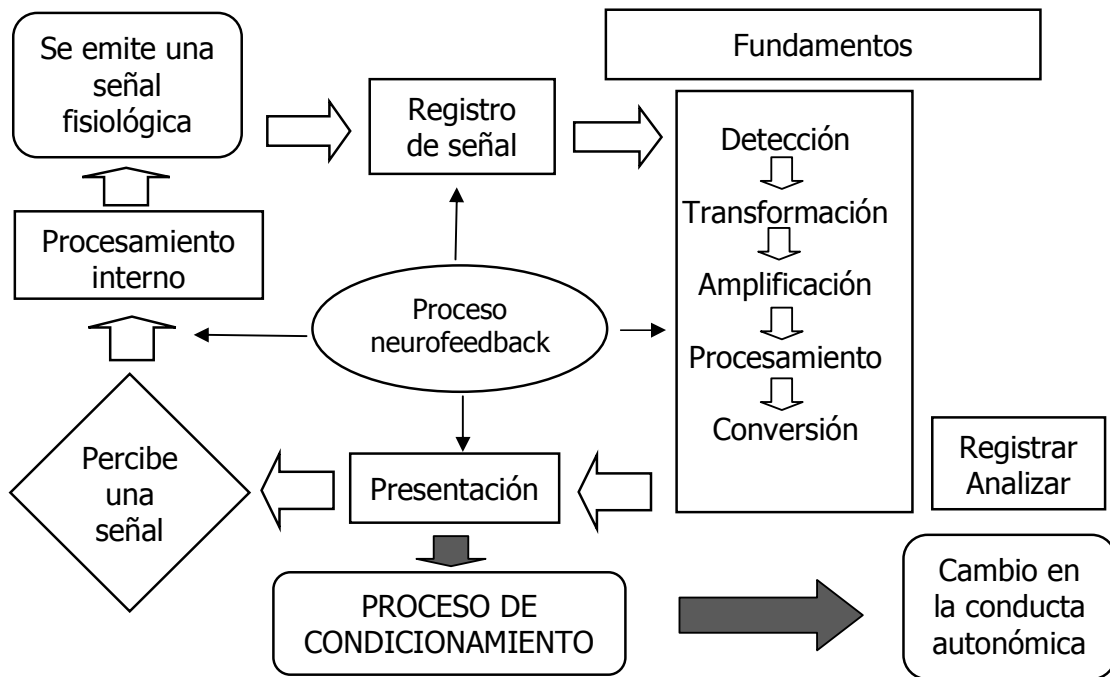 Se emite una
señal
fisiológica
Registro
de señal
Fundamentos
Detección
Transformación
Amplificación
Procesamiento
Conversión
Procesamiento
interno
Proceso
neurofeedback
Percibe
una
señal
Presentación
Registrar
Analizar
PROCESO DE
CONDICIONAMIENTO
Cambio en
la conducta
autonómica